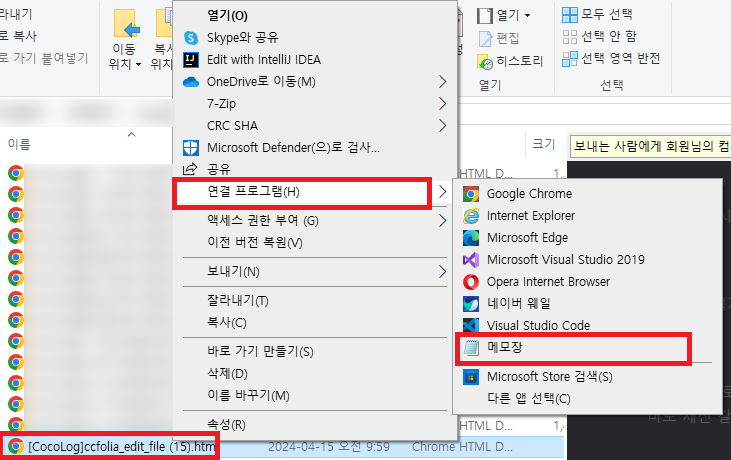 라내기
로 복사
로 가기 붙여넣기
이동
위치
복사
위치
열기
편집
히스토리
열기
모두 선택
선택 안 함
선택 영역 반전
선택
이름
크기
보내는 사람에게 회원님의 컴
열기(O)
Skype와 공유
Edit with IntelliJ IDEA
OneDrive로 이동(M)
7-Zip
CRC SHA
Microsoft Defender(으)로 검사...
공유
연결 프로그램(H)
액세스 권한 부여 (G)
이전 버전 복원(V)
보내기(N)
잘라내기(T)
복사(C)
바로 가기 만들기(S)
삭제(D)
이름 바꾸기(M)
속성(R)
HTML D...
Google Chrome
Internet Explorer
Microsoft Edge
Microsoft Visual Studio 2019
Opera Internet Browser
네이버 웨일
Visual Studio Code
메모장
Microsoft Store 검색(S)
다른 앱 선택(C)
HTML D...
[CocoLog]ccfolia_edit_file (15).htm
2024-04-15 오전 9:59
Chrome HTML D...